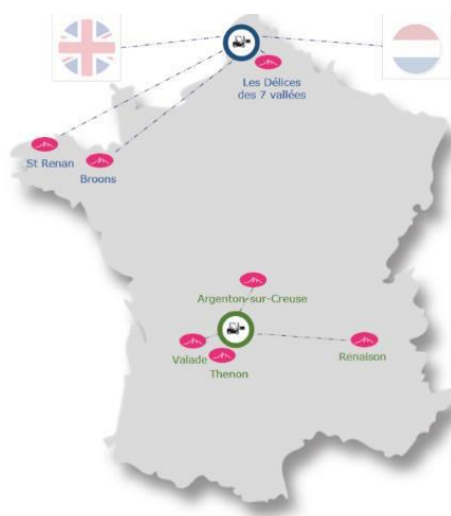 Les Délices
des 7 vallées
St Renan
Broons
Argenton-sur-Creuse
Valade
Renaison
Thenon